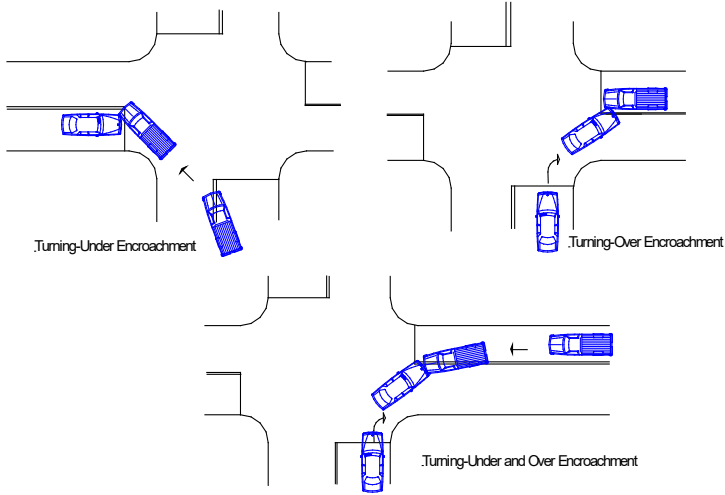 .Turning-Under Encroachment
.Turning-Over Encroachment
.Turning-Under and Over Encroachment